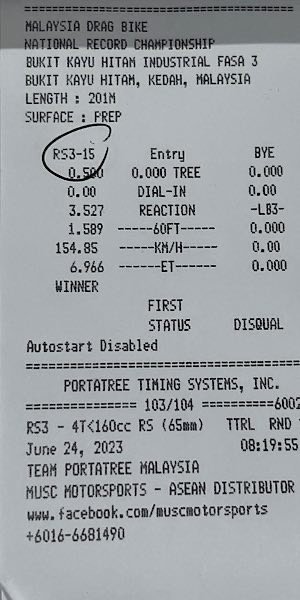 MALAYSIA DRAG BIKE
NATIONAL RECORD CHAMPIONSHIP
BUKIT KAYU HITAM INDUSTRIAL FASA 3
BUKIT KAYU HITAM, KEDAH, MALAYSIA
LENGTH : 201M
SURFACE : PREP
RS3-15 Entry BYE
0.500 0.000 TREE 0.000
0.00 DIAL-IN 0.00
3.527 REACTION -LB3-
1.589 ------60FT----- 0.000
154.85 ------KM/H----- 0.00
6.966 ------ET----- 0.000
WINNER
FIRST
STATUS DISQUAL
Autostart Disabled
PORTATREE TIMING SYSTEMS, INC.
============= 103/104 ==========6002
RS3 - 4T<160cc RS (65mm) TTRL RND
June 24, 2023 08:19:55
TEAM PORTATREE MALAYSIA
MUSC MOTORSPORTS - ASEAN DISTRIBUTOR
www.facebook.com/muscmotorsports
+6016-6681490